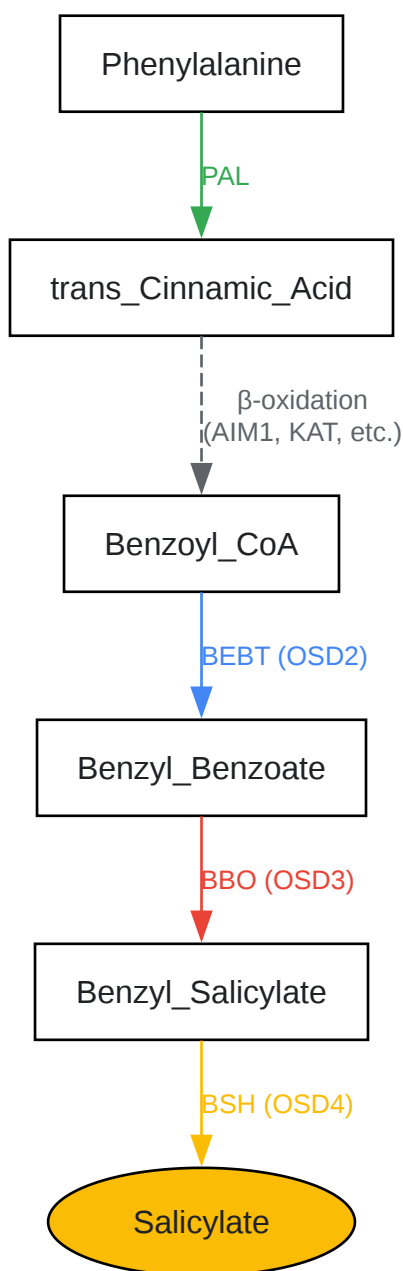 Phenylalanine
PAL
trans_Cinnamic_Acid
β-oxidation
(AIM1, KAT, etc.)
Benzoyl_CoA
BEBT (OSD2)
Benzyl_Benzoate
BBO (OSD3)
Benzyl_Salicylate
BSH (OSD4)
Salicylate